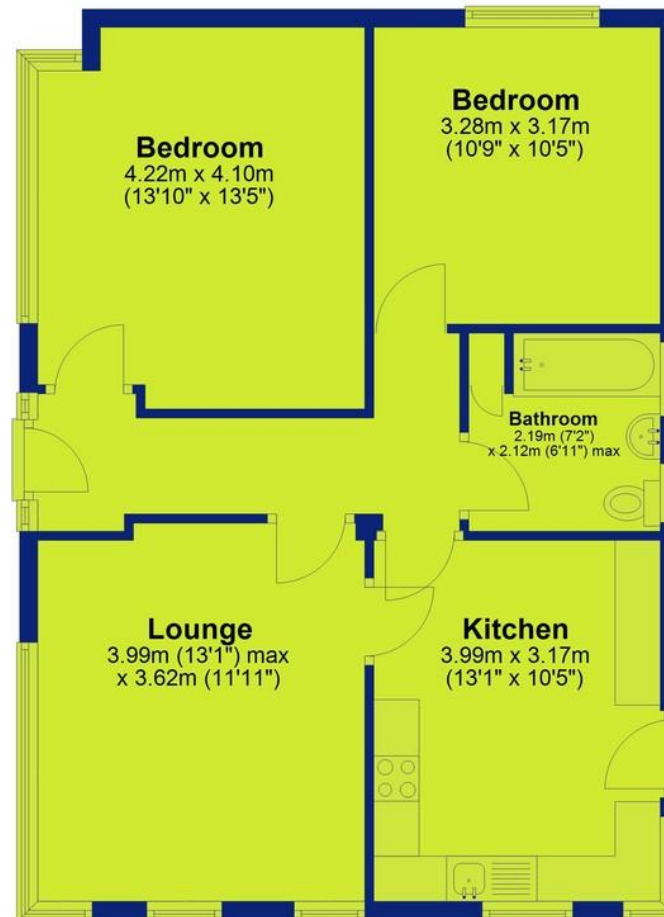 Bedroom
4.22m x 4.10m
(13'10" x 13'5")
Bedroom
3.28m x 3.17m
(10'9" x 10'5")
Bathroom
2.19m (7'2")
x 2.12m (6'11") max
Lounge
3.99m (13'1") max
x 3.62m (11'11")
Kitchen
3.99m x 3.17m
(13'1" x 10'5")